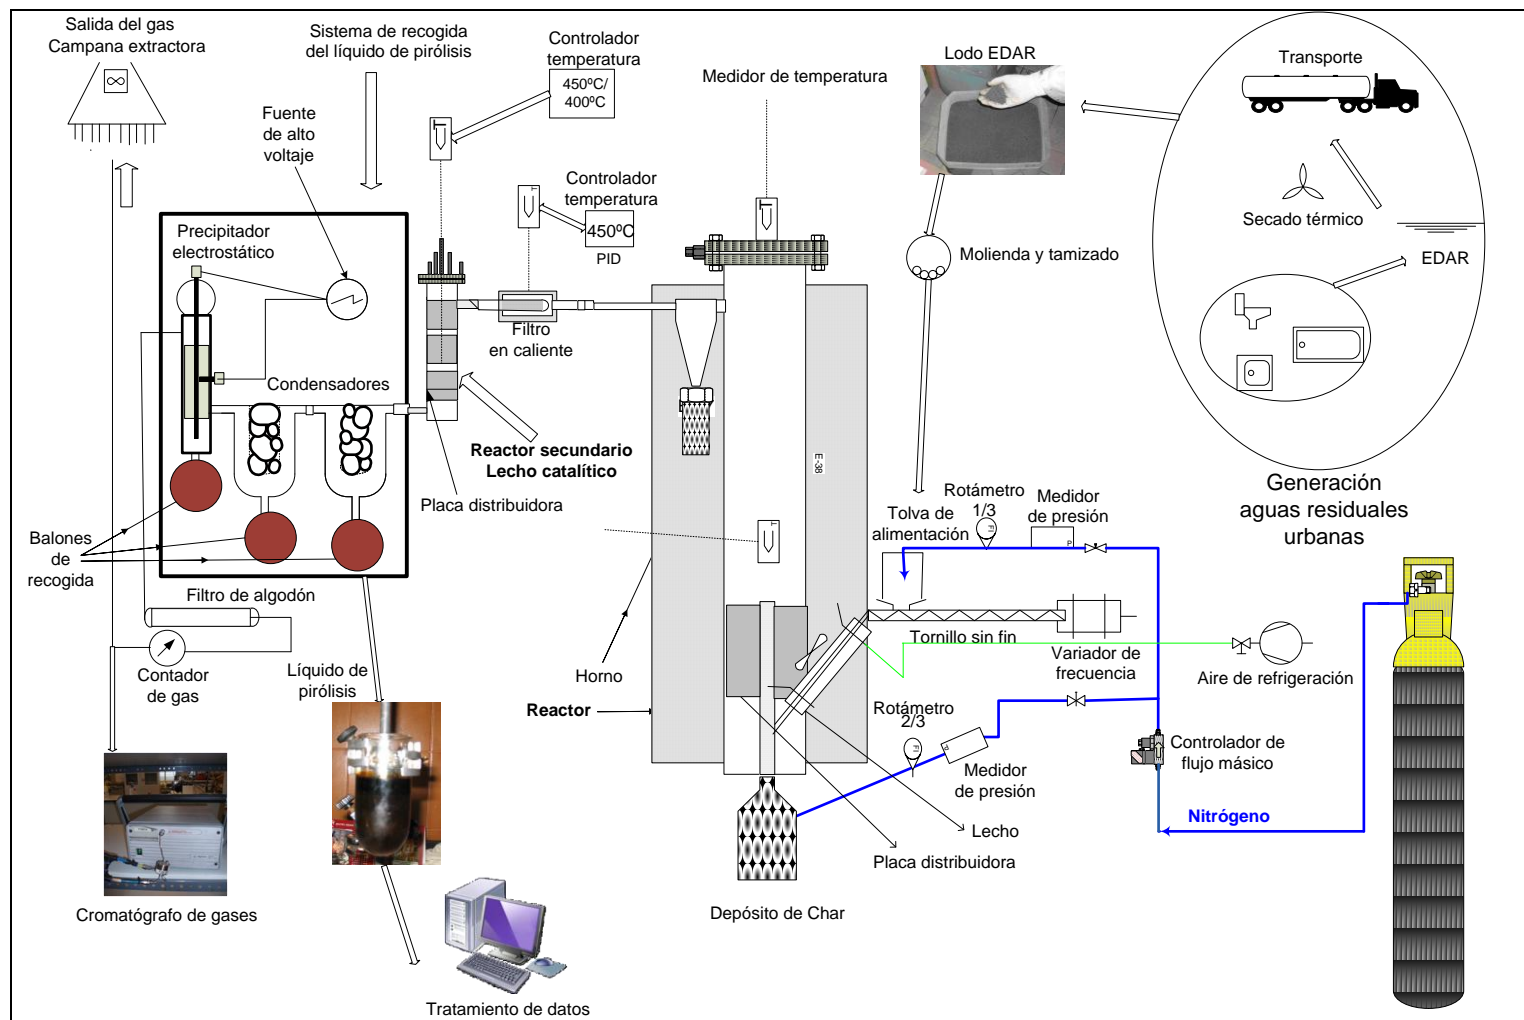 Salida del gas
Campana extractora
Sistema de recogida
del líquido de pirólisis
Controlador
temperatura
450ºC/
400ºC
Medidor de temperatura
Lodo EDAR
Transporte
Fuente
de alto
voltaje
T
T
T
Controlador
temperatura
450ºC
PID
Secado térmico
EDAR
Molienda y tamizado
Precipitador
electrostático
Filtro
en caliente
Condensadores
Reactor secundario
Lecho catalítico
Placa distribuidora
E-38
Generación
aguas residuales
urbanas
Balones
de
recogida
Tolva de
alimentación
Rotámetro
1/3
FI
Medidor
de presión
P
T
Filtro de algodón
Contador
de gas
Líquido de
pirólisis
Horno
Reactor
Tornillo sin fin
Variador de
frecuencia
Aire de refrigeración
Rotámetro
2/3
FI
P
Medidor
de presión
Controlador de
flujo másico
Nitrógeno
Lecho
Placa distribuidora
Depósito de Char
Cromatógrafo de gases
Tratamiento de datos